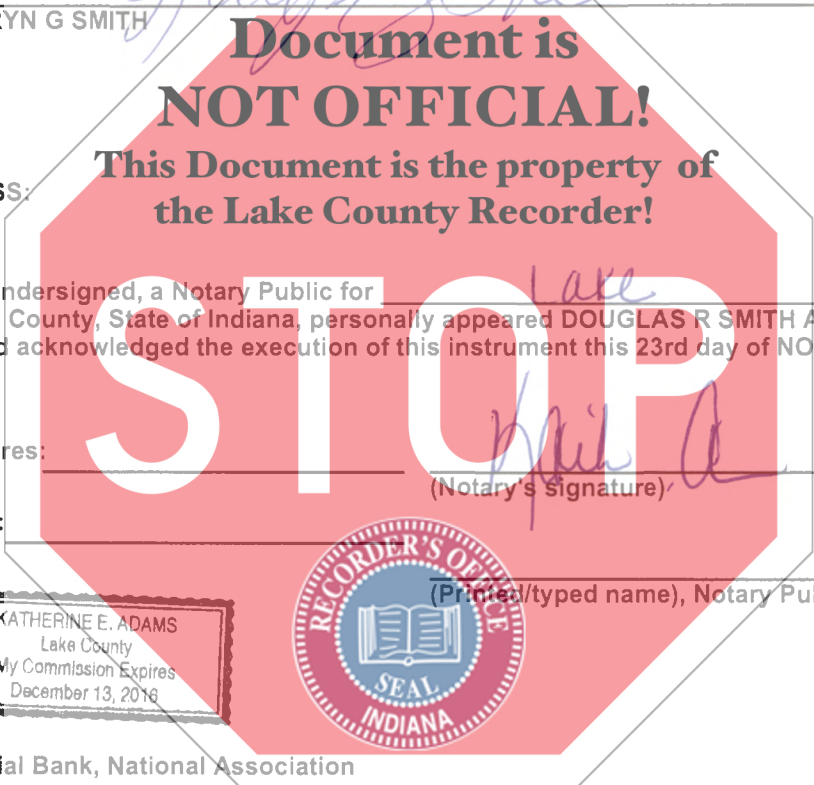 RYN G SMITH
Document is
NOT OFFICIAL!
This Document is the property of
the Lake County Recorder!
SS:
ndersigned, a Notary Public for Lake
County, State of Indiana, personally appeared DOUGLAS R SMITH A
d acknowledged the execution of this instrument this 23rd day of NO
STOP
res:
(Notary's signature)
:
(Printed/typed name), Notary Pu
KATHERINE E. ADAMS
Lake County
My Commission Expires
December 13, 2016
RECORDER'S OFFICE
SEAL
INDIANA
ial Bank, National Association